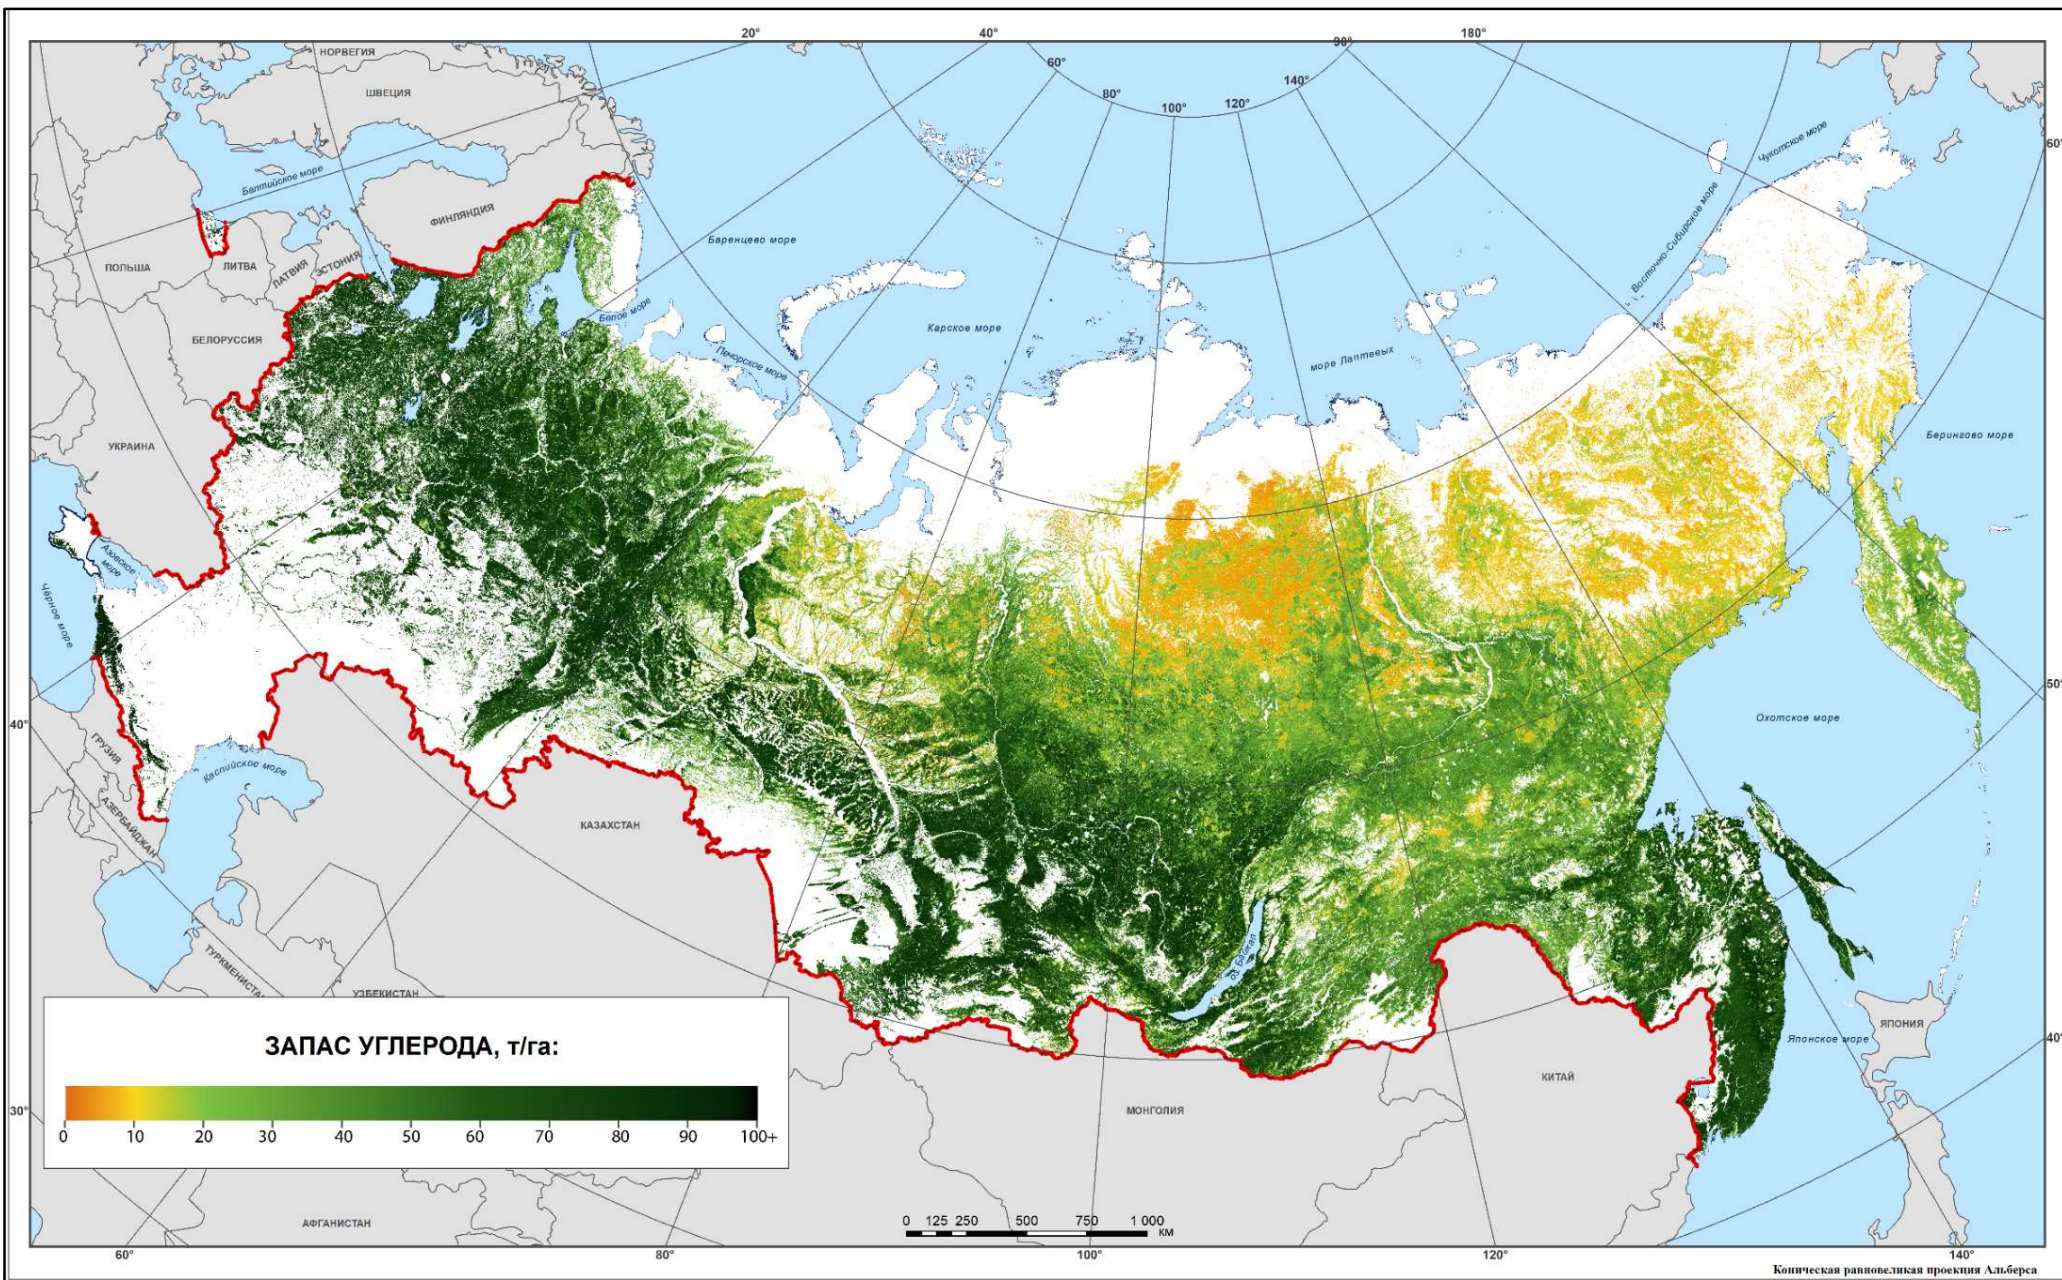 20° 40° 90° 180°
НОРВЕГИЯ
60°
140°
ШВЕЦИЯ
80° 100° 120°
Чукотское море
60°
Балтийское море
Восточно-Сибирское море
ФИНЛЯНДИЯ
Баренцево море
ПОЛЬША
ЛИТВА
ЛАТВИЯ
ЭСТОНИЯ
Белое море
Карское море
БЕЛОРУССИЯ
Печорское море
море Лаптевых
УКРАИНА
Берингово море
Азовское
море
Чёрное море
50°
40°
Охотское море
ГРУЗИЯ
Каспийское море
АЗЕРБАЙДЖАН
КАЗАХСТАН
оз. Байкал
ТУРКМЕНИСТАН
УЗБЕКИСТАН
ЯПОНИЯ
Японское море
40°
ЗАПАС УГЛЕРОДА, т/га:
КИТАЙ
30°
МОНГОЛИЯ
0 10 20 30 40 50 60 70 80 90 100+
АФГАНИСТАН
0 125 250 500 750 1 000
км
60° 80° 100° 120° 140°
Коническая равновеликая проекция Альберса